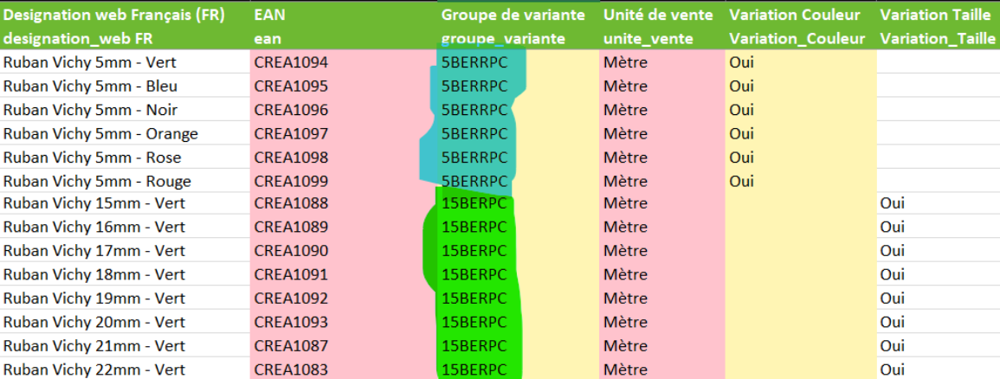 Designation web Français (FR) EAN Groupe de variante Unité de vente Variation Couleur Variation Taille
designation_web FR ean groupe_variante unite_vente Variation_Couleur Variation_Taille
Ruban Vichy 5mm - Vert CREA1094 5BERRPC Mètre Oui
Ruban Vichy 5mm - Bleu CREA1095 5BERRPC Mètre Oui
Ruban Vichy 5mm - Noir CREA1096 5BERRPC Mètre Oui
Ruban Vichy 5mm - Orange CREA1097 5BERRPC Mètre Oui
Ruban Vichy 5mm - Rose CREA1098 5BERRPC Mètre Oui
Ruban Vichy 5mm - Rouge CREA1099 5BERRPC Mètre Oui
Ruban Vichy 15mm - Vert CREA1088 15BERPC Mètre Oui
Ruban Vichy 16mm - Vert CREA1089 15BERPC Mètre Oui
Ruban Vichy 17mm - Vert CREA1090 15BERPC Mètre Oui
Ruban Vichy 18mm - Vert CREA1091 15BERPC Mètre Oui
Ruban Vichy 19mm - Vert CREA1092 15BERPC Mètre Oui
Ruban Vichy 20mm - Vert CREA1093 15BERPC Mètre Oui
Ruban Vichy 21mm - Vert CREA1087 15BERPC Mètre Oui
Ruban Vichy 22mm - Vert CREA1083 15BERPC Mètre Oui